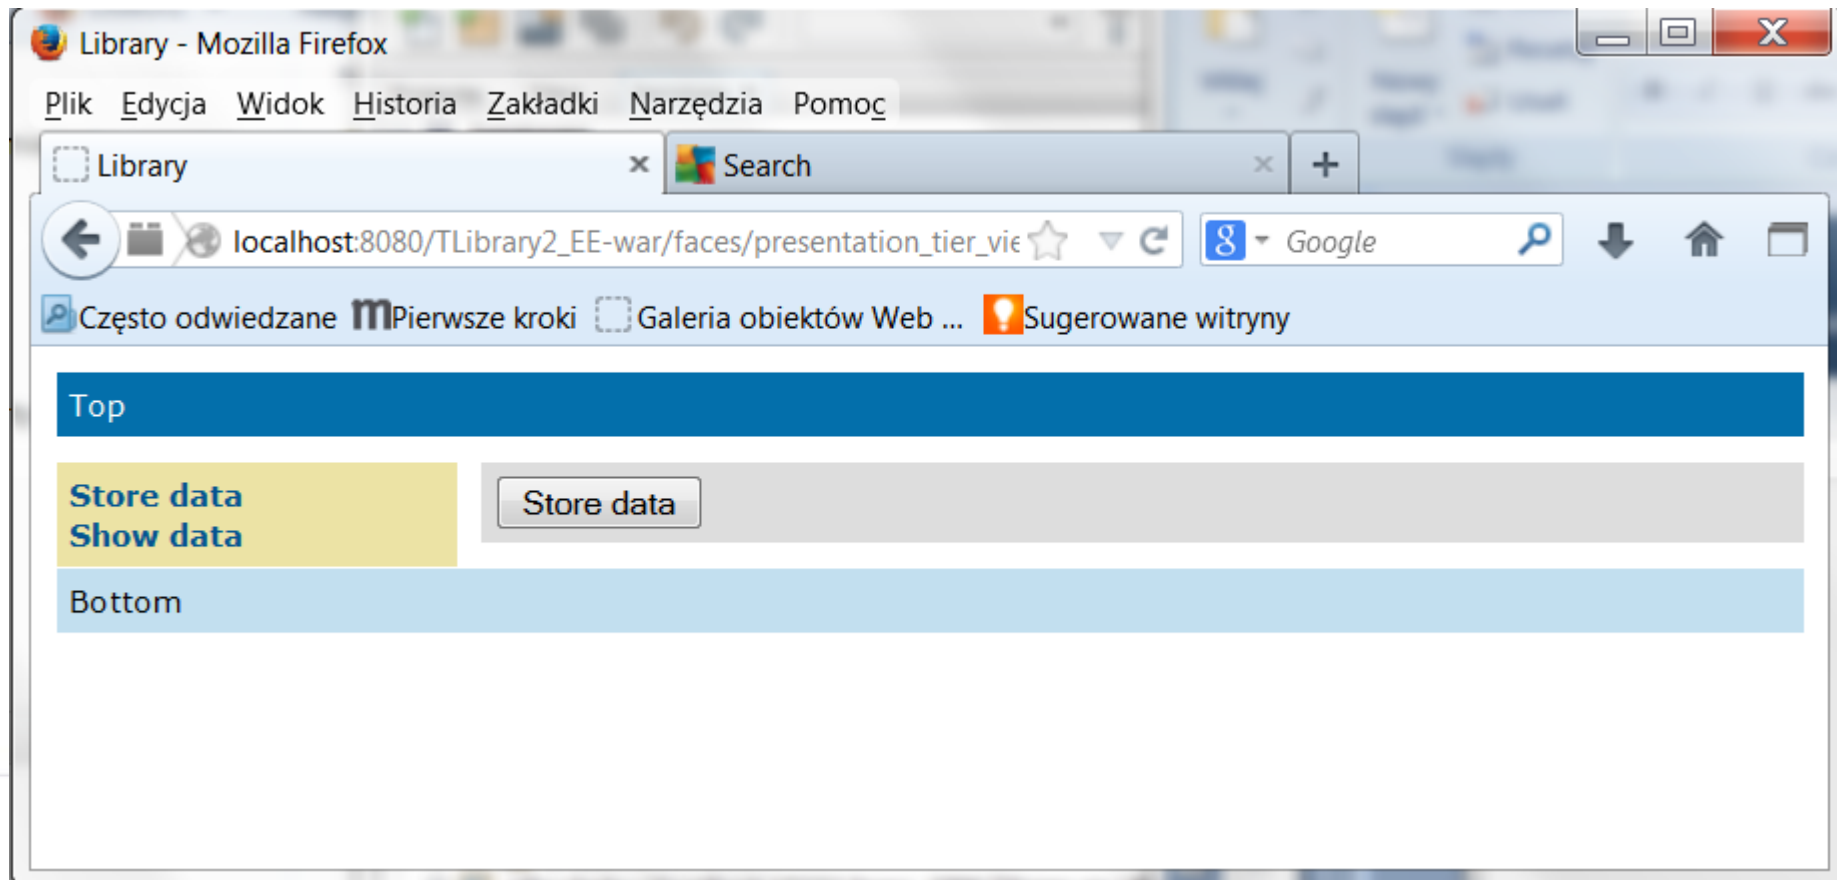 Library - Mozilla Firefox
Plik Edycja Widok Historia Zakładki Narzędzia Pomoc
Library Search
localhost:8080/TLibrary2_EE-war/faces/presentation_tier_vie Google
Często odwiedzane Pierwsze kroki Galeria obiektów Web ... Sugerowane witryny
Top
Store data Store data
Show data
Bottom